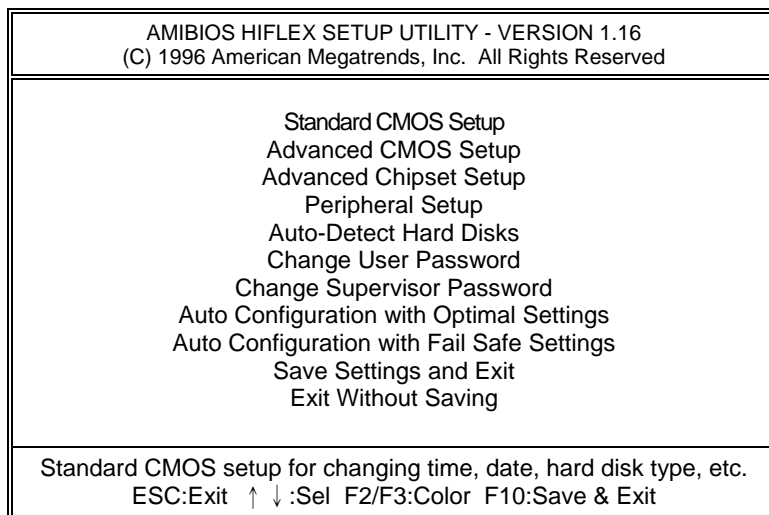 AMIBIOS HIFLEX SETUP UTILITY - VERSION 1.16
(C) 1996 American Megatrends, Inc.  All Rights Reserved
Standard CMOS Setup
Advanced CMOS Setup
Advanced Chipset Setup
Peripheral Setup
Auto-Detect Hard Disks
Change User Password
Change Supervisor Password
Auto Configuration with Optimal Settings
Auto Configuration with Fail Safe Settings
Save Settings and Exit
Exit Without Saving
Standard CMOS setup for changing time, date, hard disk type, etc.
ESC:Exit ↑ ↓ :Sel F2/F3:Color F10:Save & Exit